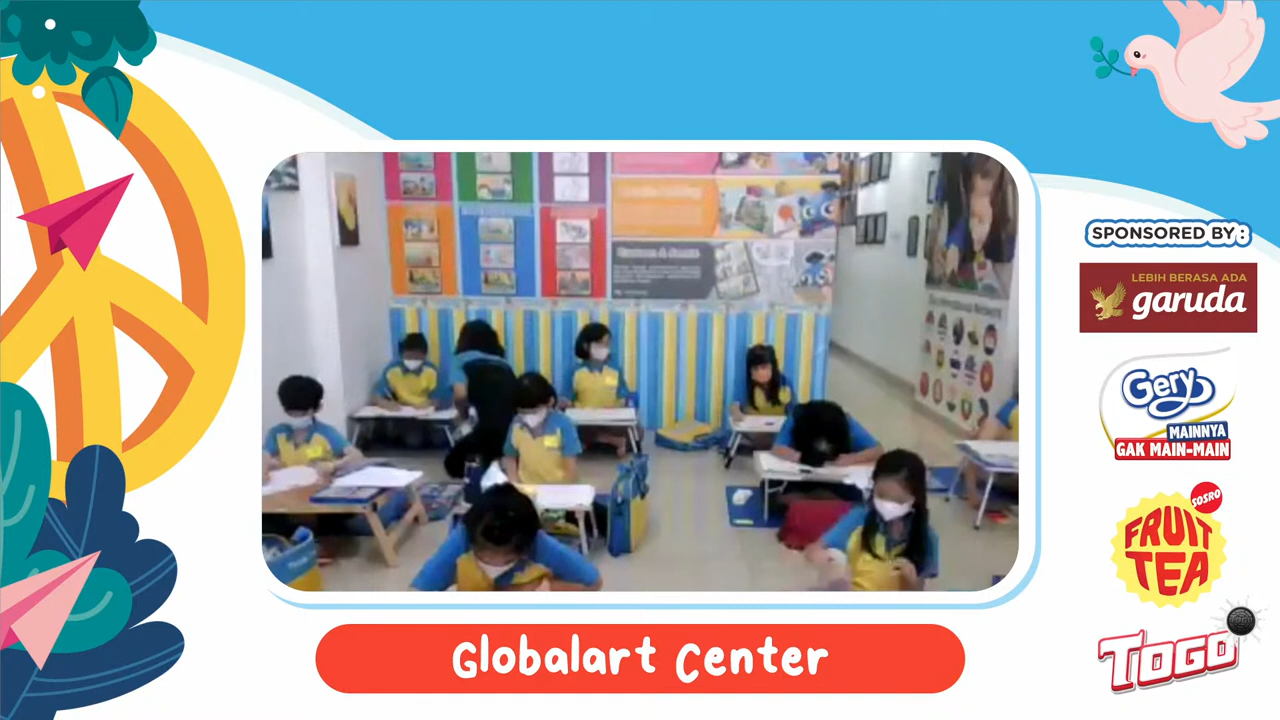 SPONSORED BY :
LEBIH BERASA ADA
garuda
Gery
MAINNYA
GAK MAIN-MAIN
SOSRO
FRUIT
TEA
TOGO
Globalart Center